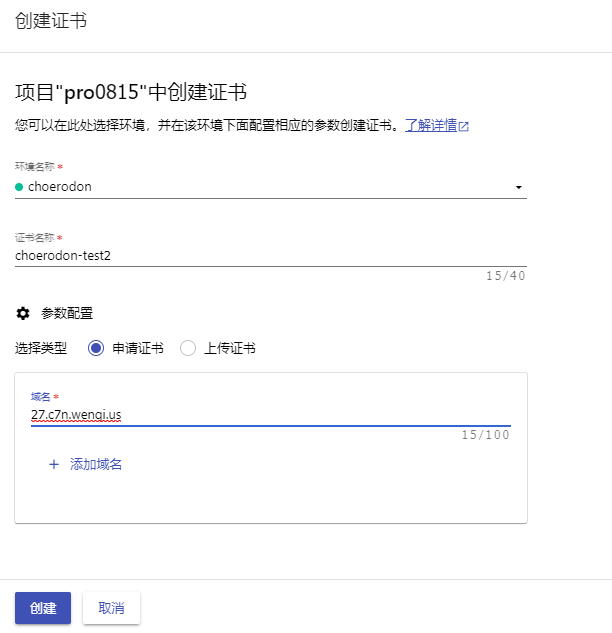 创建证书
项目"pro0815"中创建证书
您可以在此处选择环境，并在该环境下面配置相应的参数创建证书。了解详情
环境名称 *
choerodon
证书名称 *
choerodon-test2
15/40
参数配置
选择类型 申请证书 上传证书
域名 *
27.c7n.wenqi.us
15/100
+ 添加域名
创建 取消